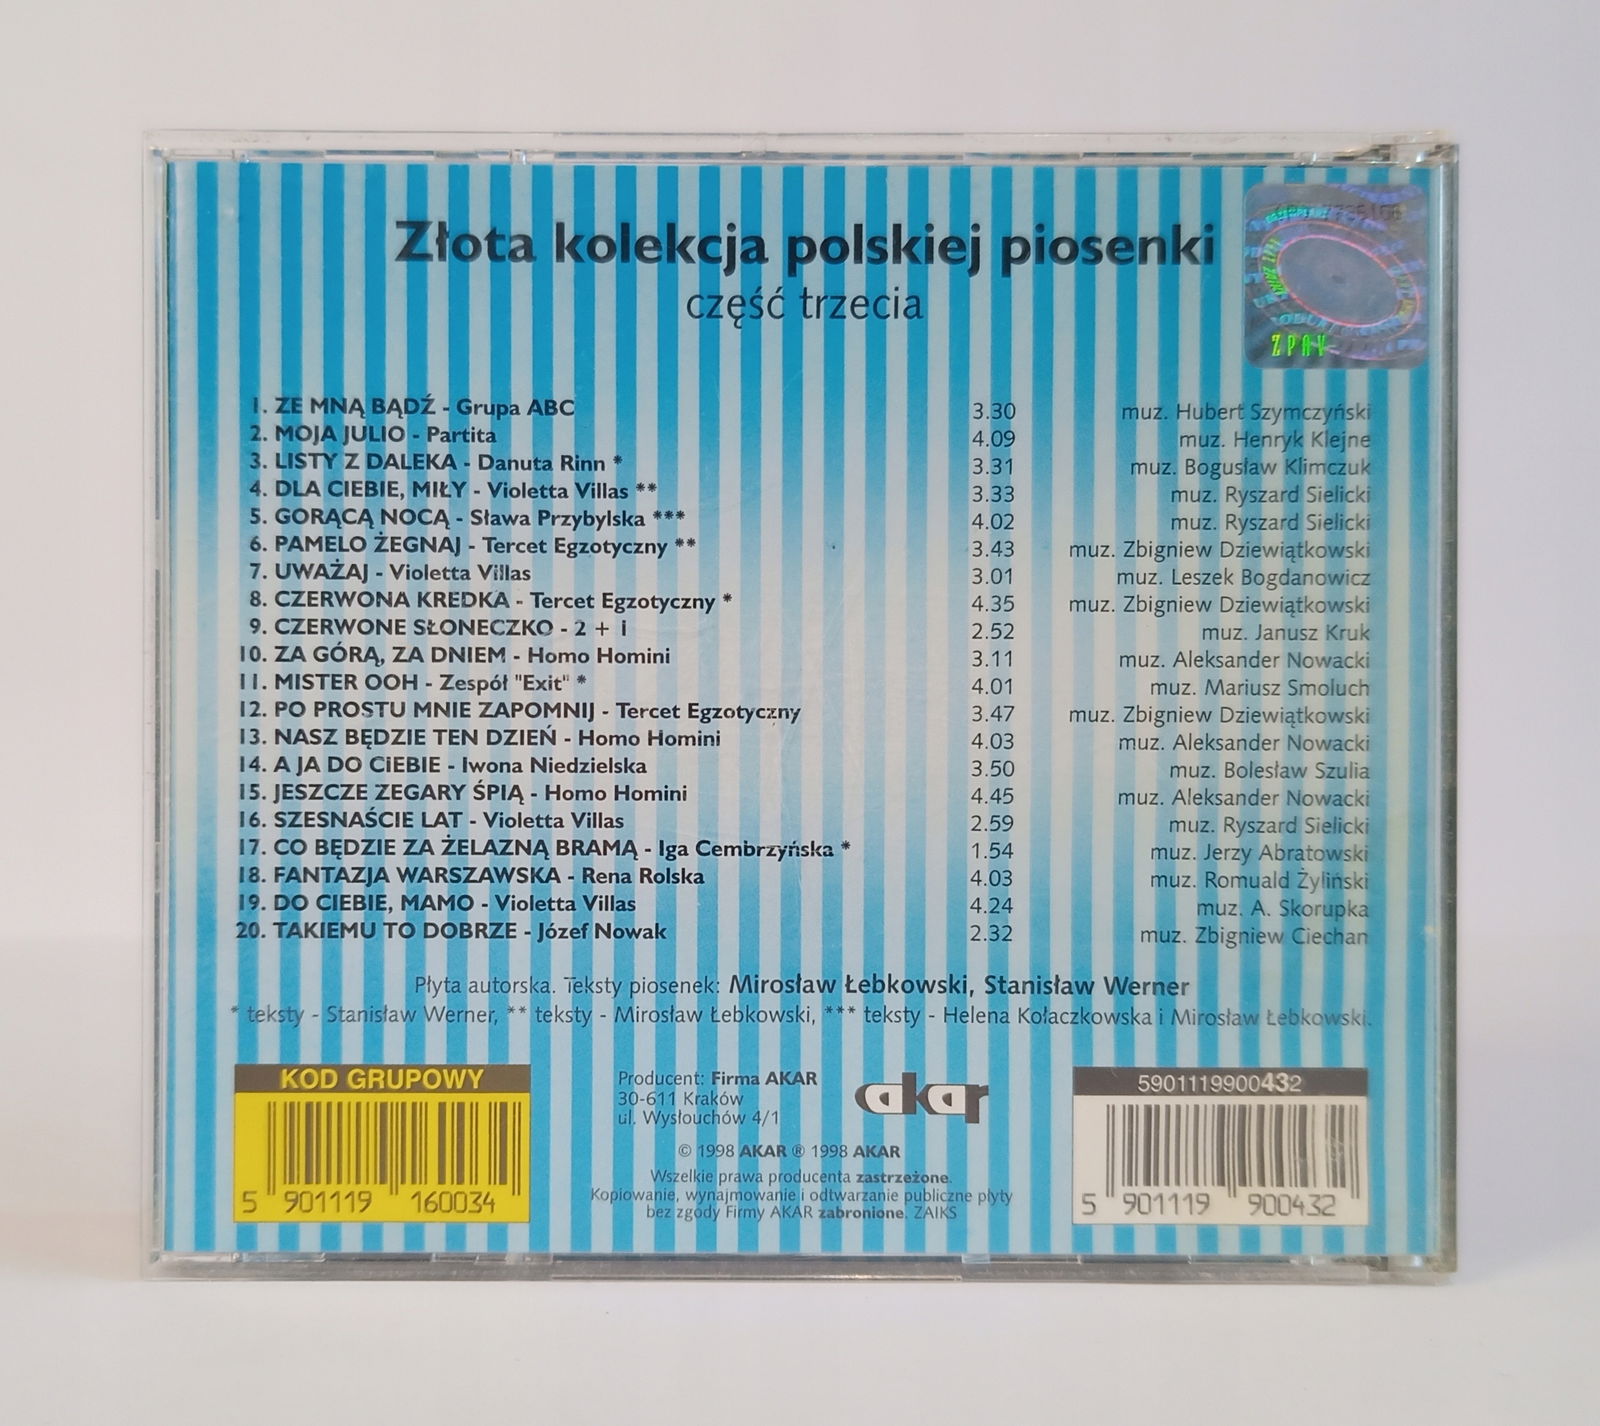 Złota kolekcja polskiej piosenki
część trzecia
ZPAV
1. ZE MNĄ BĄDŹ - Grupa ABC 3.30 muz. Hubert Szymczyński
2. MOJA JULIO - Partita 4.09 muz. Henryk Klejne
3. LISTY Z DALEKA - Danuta Rinn * 3.31 muz. Bogusław Klimczuk
4. DLA CIEBIE, MIŁY - Violetta Villas ** 3.33 muz. Ryszard Sielicki
5. GORĄCĄ NOCĄ - Sława Przybylska *** 4.02 muz. Ryszard Sielicki
6. PAMELO ŻEGNAJ - Tercet Egzotyczny ** 3.43 muz. Zbigniew Dziewiątkowski
7. UWAŻAJ - Violetta Villas 3.01 muz. Leszek Bogdanowicz
8. CZERWONA KREDKA - Tercet Egzotyczny * 4.35 muz. Zbigniew Dziewiątkowski
9. CZERWONE SŁONECZKO - 2 + 1 2.52 muz. Janusz Kruk
10. ZA GÓRĄ, ZA DNIEM - Homo Homini 3.11 muz. Aleksander Nowacki
11. MISTER OOH - Zespół "Exit" * 4.01 muz. Mariusz Smoluch
12. PO PROSTU MNIE ZAPOMNIJ - Tercet Egzotyczny 3.47 muz. Zbigniew Dziewiątkowski
13. NASZ BĘDZIE TEN DZIEŃ - Homo Homini 4.03 muz. Aleksander Nowacki
14. A JA DO CIEBIE - Iwona Niedzielska 3.50 muz. Bolesław Szulia
15. JESZCZE ZEGARY ŚPIĄ - Homo Homini 4.45 muz. Aleksander Nowacki
16. SZESNAŚCIE LAT - Violetta Villas 2.59 muz. Ryszard Sielicki
17. CO BĘDZIE ZA ŻELAZNĄ BRAMĄ - Iga Cembrzyńska * 1.54 muz. Jerzy Abratowski
18. FANTAZJA WARSZAWSKA - Rena Rolska 4.03 muz. Romuald Żyliński
19. DO CIEBIE, MAMO - Violetta Villas 4.24 muz. A. Skorupka
20. TAKIEMU TO DOBRZE - Józef Nowak 2.32 muz. Zbigniew Ciechan
Płyta autorska. Teksty piosenek: Mirosław Łebkowski, Stanisław Werner
* teksty - Stanisław Werner, ** teksty - Mirosław Łebkowski, *** teksty - Helena Kołaczkowska i Mirosław Łebkowski.
KOD GRUPOWY
5 901119 160034
Producent: Firma AKAR
30-611 Kraków
ul. Wysłouchów 4/1
akar
© 1998 AKAR ® 1998 AKAR
Wszelkie prawa producenta zastrzeżone.
Kopiowanie, wynajmowanie i odtwarzanie publiczne płyty
bez zgody Firmy AKAR zabronione. ZAIKS
5901119900432
5 901119 900432